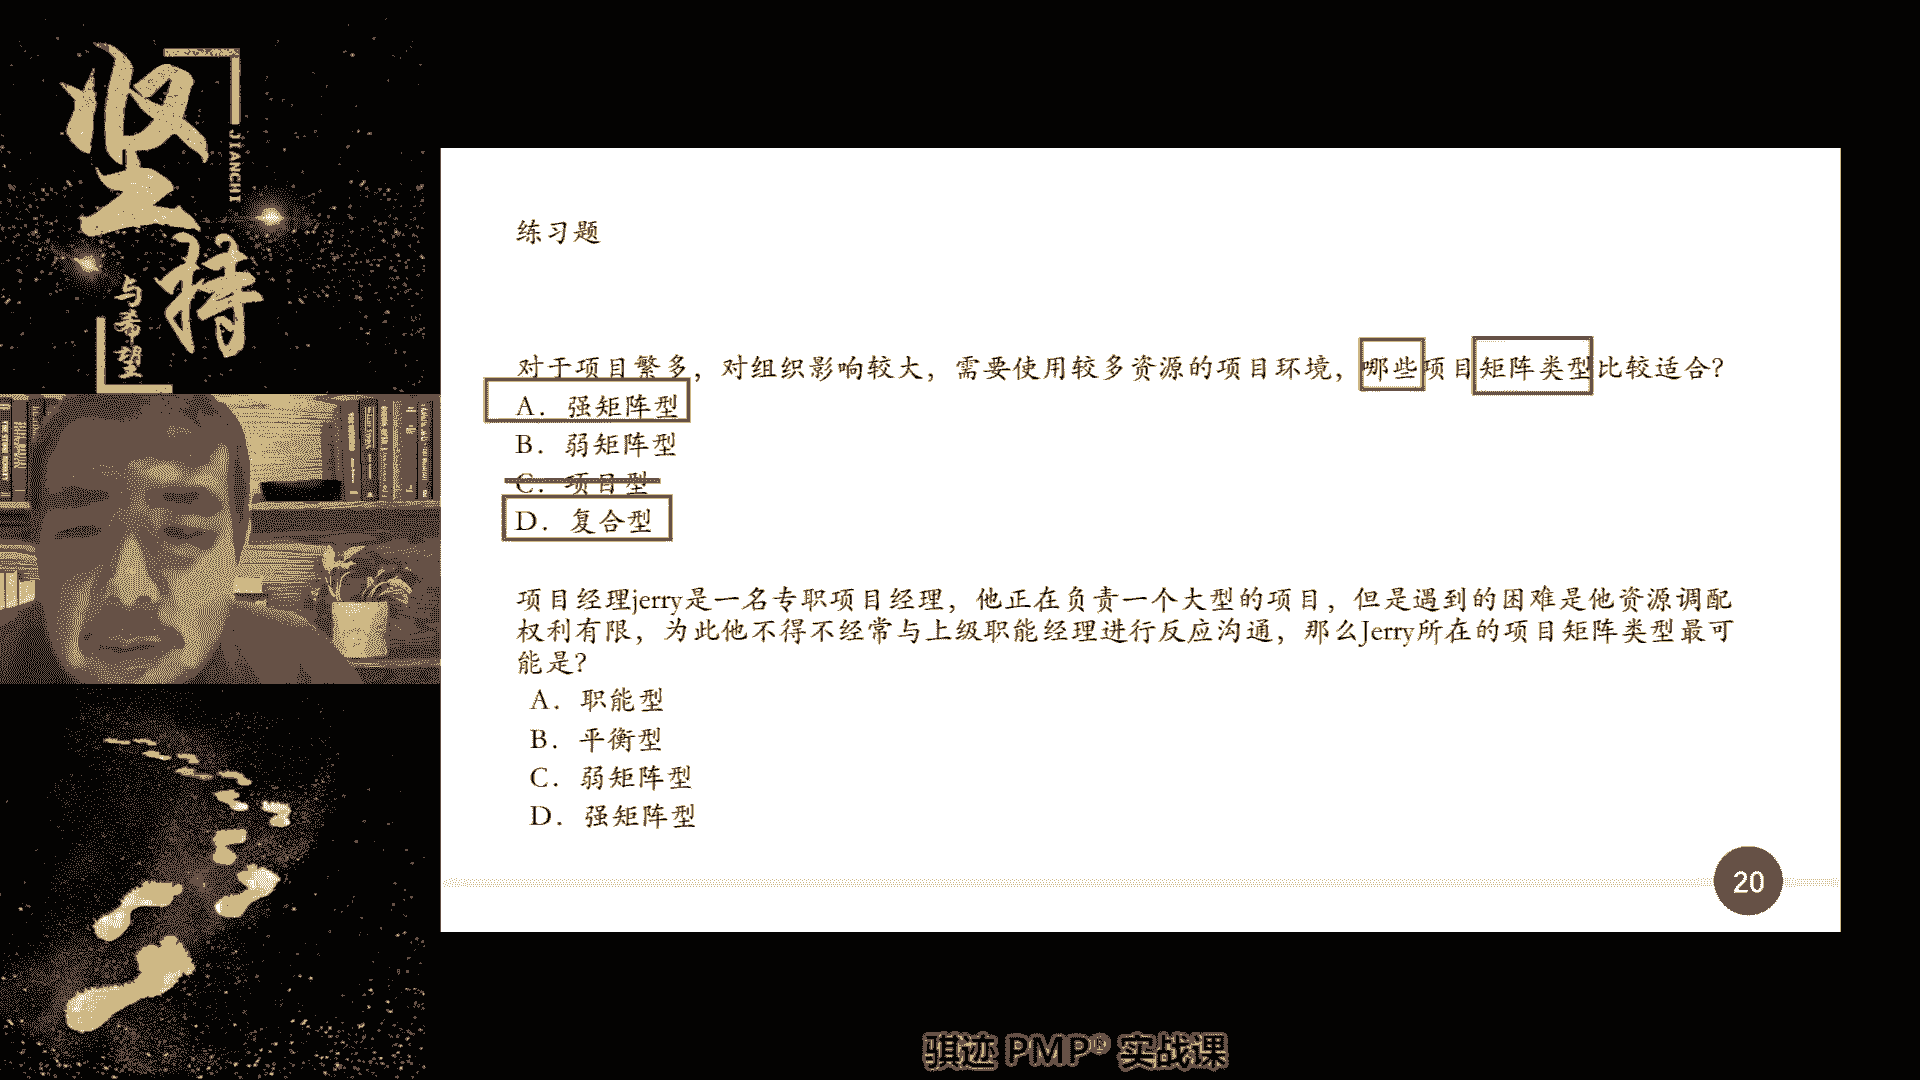 坚持
JIANCHI
与希望
练习题
对于项目繁多，对组织影响较大，需要使用较多资源的项目环境，哪些项目矩阵类型比较适合?
A. 强矩阵型
B. 弱矩阵型
C. 项目型
D. 复合型
项目经理jerry是一名专职项目经理，他正在负责一个大型的项目，但是遇到的困难是他资源调配
权利有限，为此他不得不经常与上级职能经理进行反应沟通，那么Jerry所在的项目矩阵类型最可
能是?
A. 职能型
B. 平衡型
C. 弱矩阵型
D. 强矩阵型
20
骐迹 PMP® 实战课